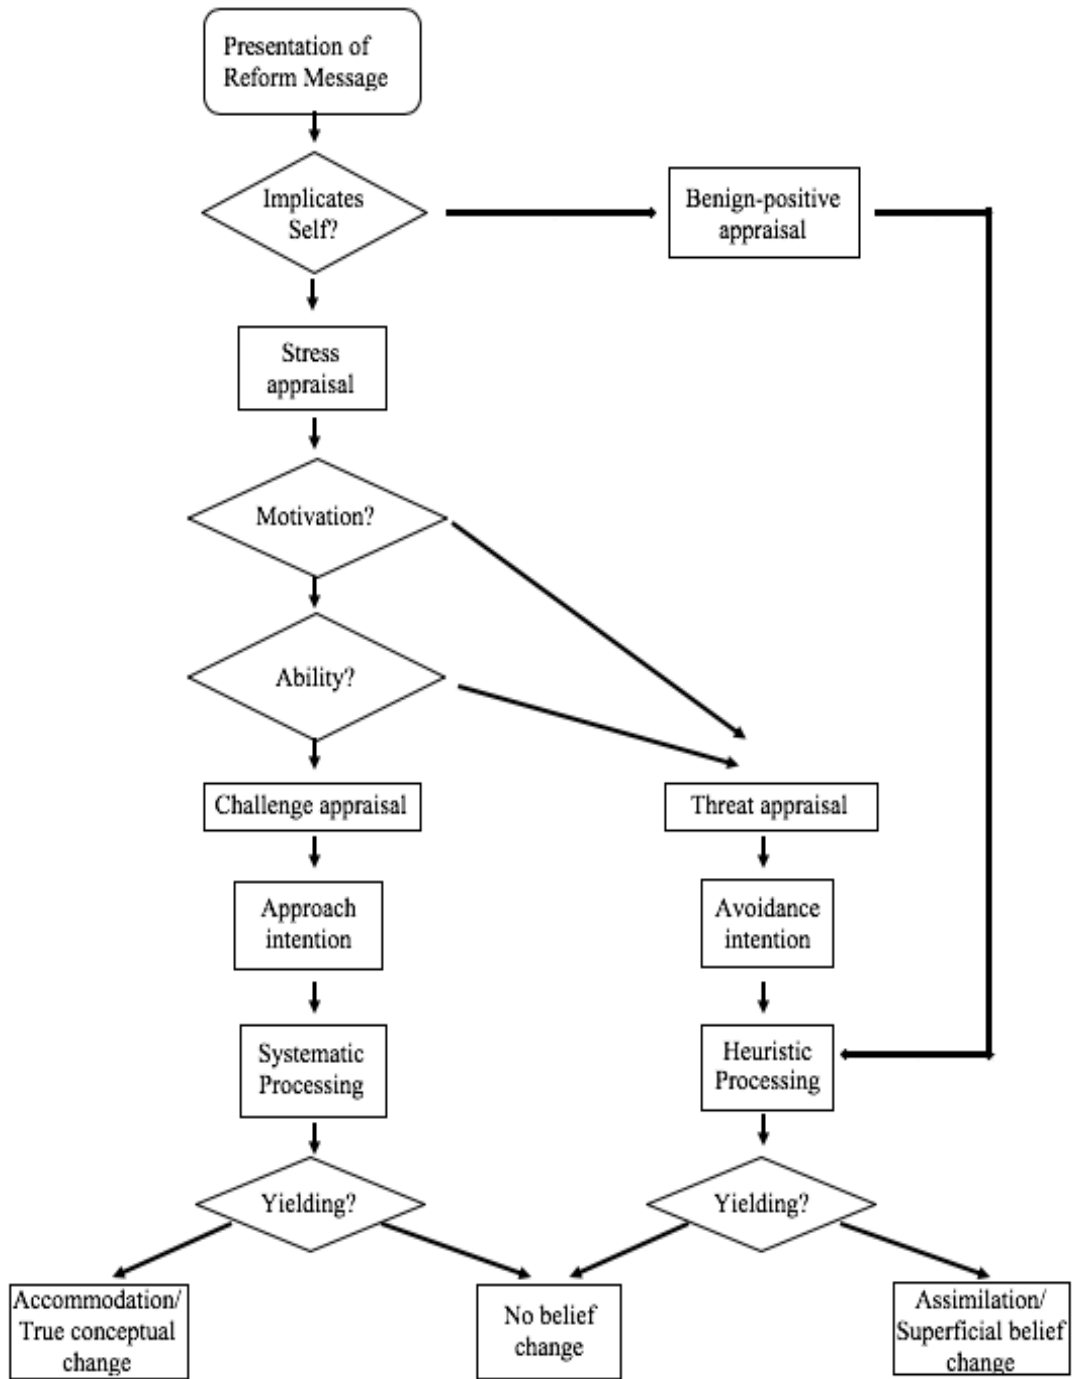 Presentation of
Reform Message
Implicates
Self?
Benign-positive
appraisal
Stress
appraisal
Motivation?
Ability?
Challenge appraisal
Threat appraisal
Approach
intention
Avoidance
intention
Systematic
Processing
Heuristic
Processing
Yielding?
Yielding?
Accommodation/
True conceptual
change
No belief
change
Assimilation/
Superficial belief
change